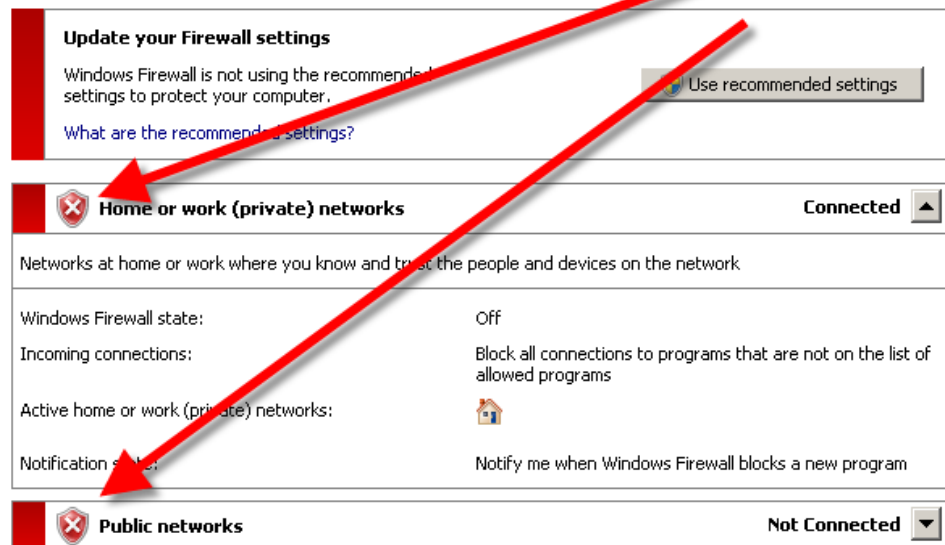 Update your Firewall settings
Windows Firewall is not using the recommended
settings to protect your computer.
Use recommended settings
What are the recommended settings?
Home or work (private) networks
Connected
Networks at home or work where you know and trust the people and devices on the network
Windows Firewall state:
Off
Incoming connections:
Block all connections to programs that are not on the list of
allowed programs
Active home or work (private) networks:
Notification state:
Notify me when Windows Firewall blocks a new program
Public networks
Not Connected